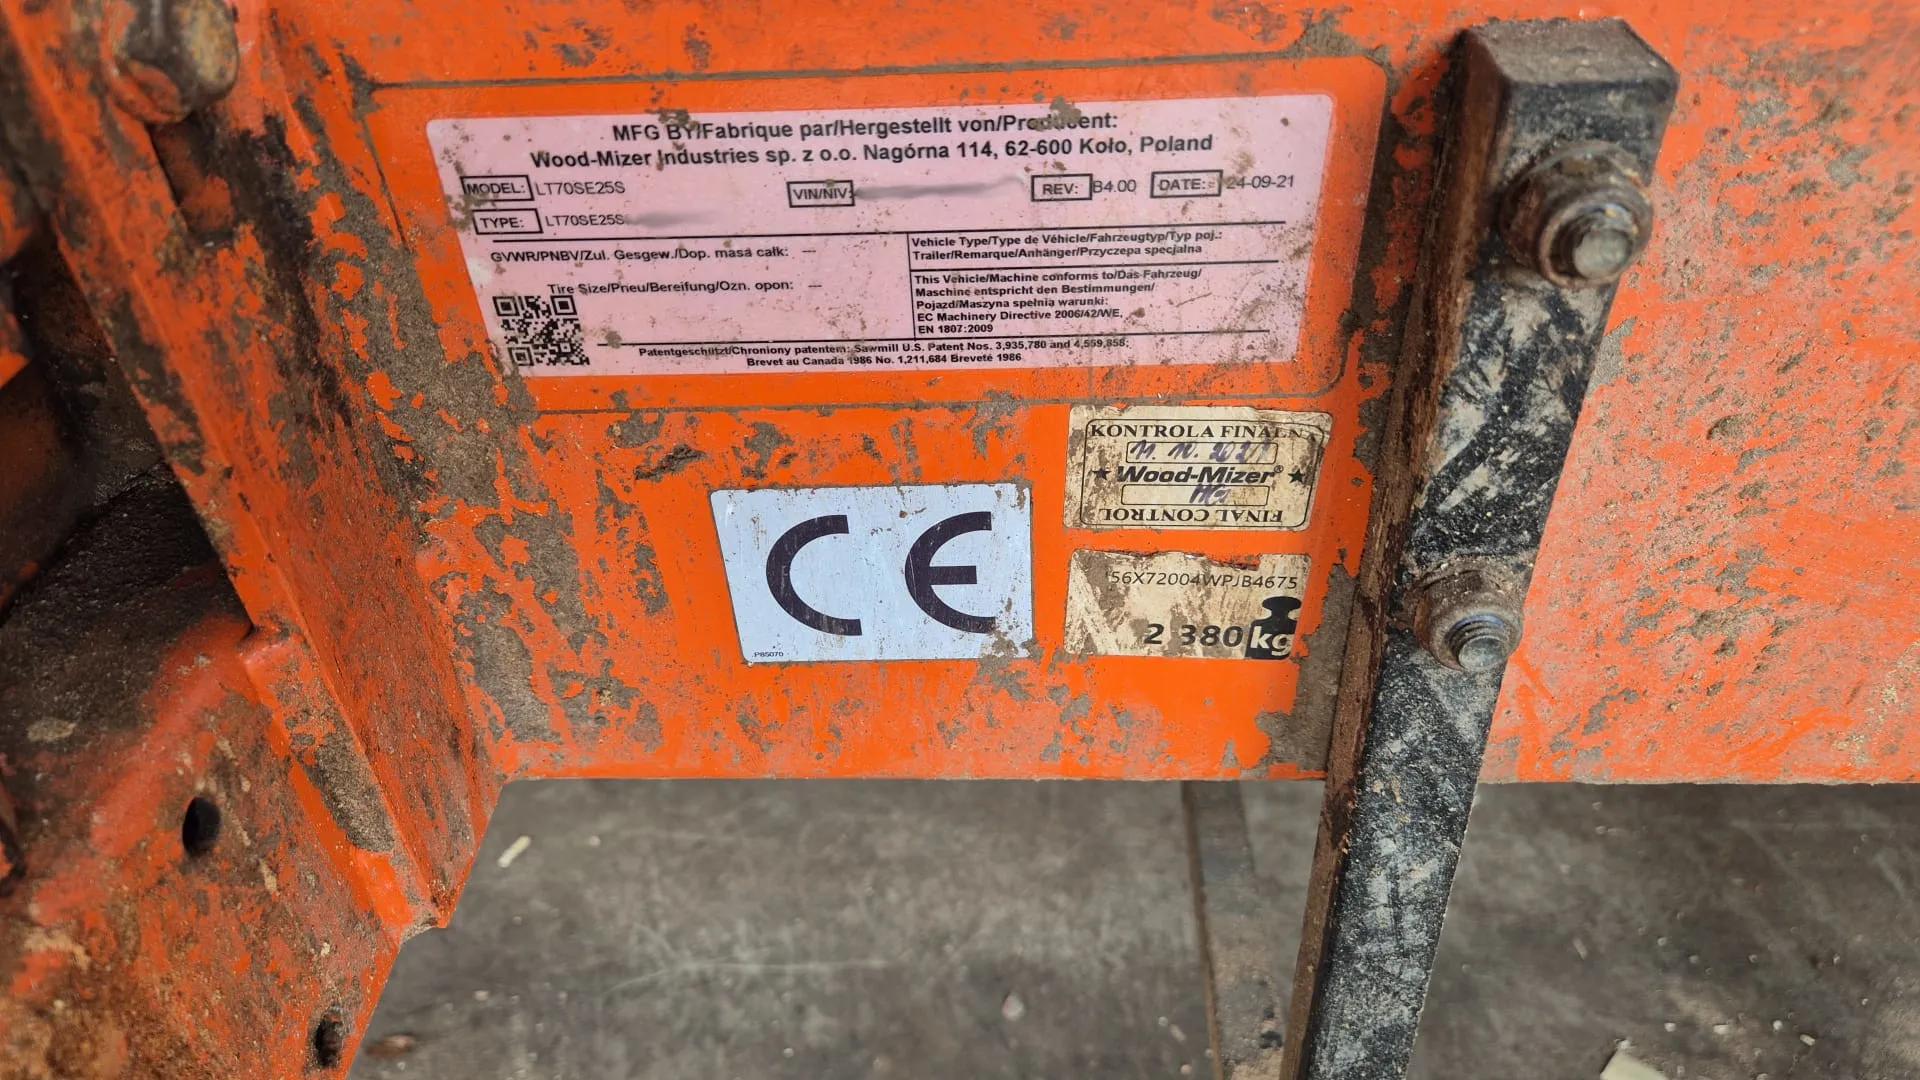 MFG BY/Fabrique par/Hergestellt von/Producent:
Wood-Mizer Industries sp. z o.o. Nagórna 114, 62-600 Koło, Poland
MODEL: LT70SE25S VIN/NIV: REV: B4.00 DATE: 24-09-21
TYPE: LT70SE25S
GVWR/PNBV/Zul. Gesgew./Dop. masa całk: ---
Tire Size/Pneu/Bereifung/Ozn. opon: ---
Vehicle Type/Type de Véhicle/Fahrzeugtyp/Typ poj.:
Trailer/Remarque/Anhänger/Przyczepa specjalna
This Vehicle/Machine conforms to/Das Fahrzeug/
Maschine entspricht den Bestimmungen/
Pojazd/Maszyna spełnia warunki:
EC Machinery Directive 2006/42/WE,
EN 1807:2009
Patentgeschützt/Chroniony patentem: Sawmill U.S. Patent Nos. 3,935,780 and 4,559,858;
Brevet au Canada 1986 No. 1,211,684 Breveté 1986
KONTROLA FINALN
11. 10. 2021
Wood-Mizer®
FINAL CONTROL
CE
P85070
56X72004WPJB4675
2 380 kg